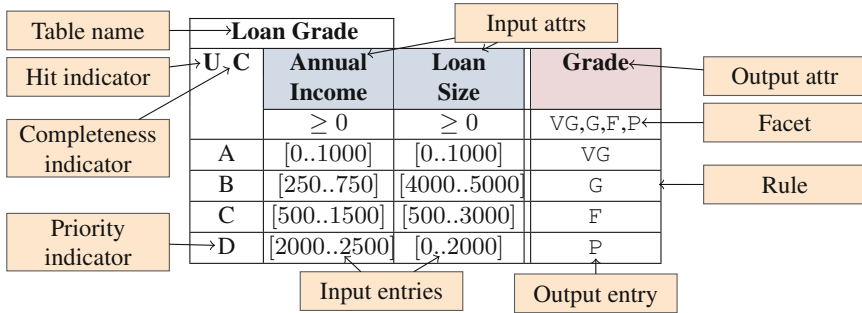 Table name
Loan Grade
Input attrs
Hit indicator
U C
Annual Income
Loan Size
Grade
Output attr
Completeness indicator
≥ 0
≥ 0
VG,G,F,P
Facet
A
[0..1000]
[0..1000]
VG
B
[250..750]
[4000..5000]
G
Rule
C
[500..1500]
[500..3000]
F
Priority indicator
D
[2000..2500]
[0..2000]
P
Input entries
Output entry